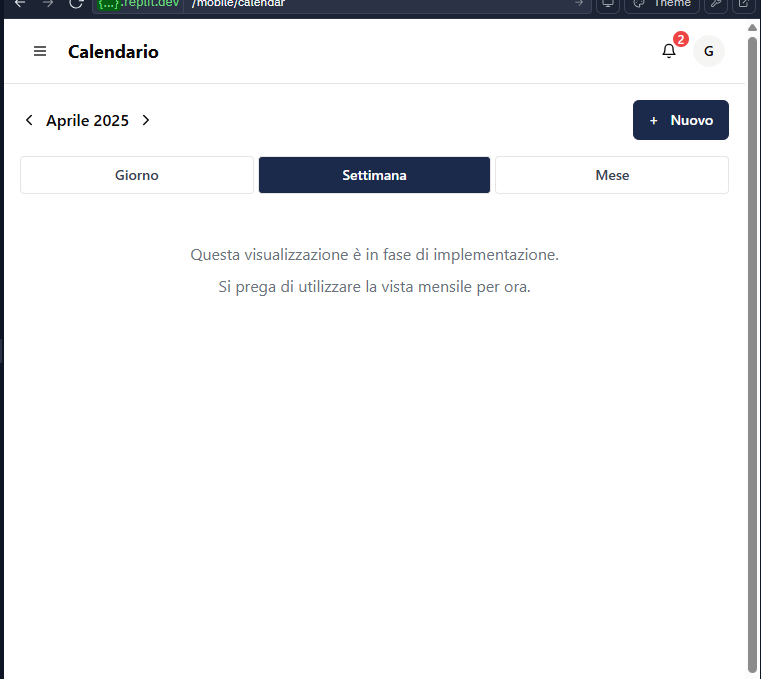 {...}.replit.dev /mobile/calendar Theme
Calendario 2 G
Aprile 2025 + Nuovo
Giorno Settimana Mese
Questa visualizzazione è in fase di implementazione.
Si prega di utilizzare la vista mensile per ora.